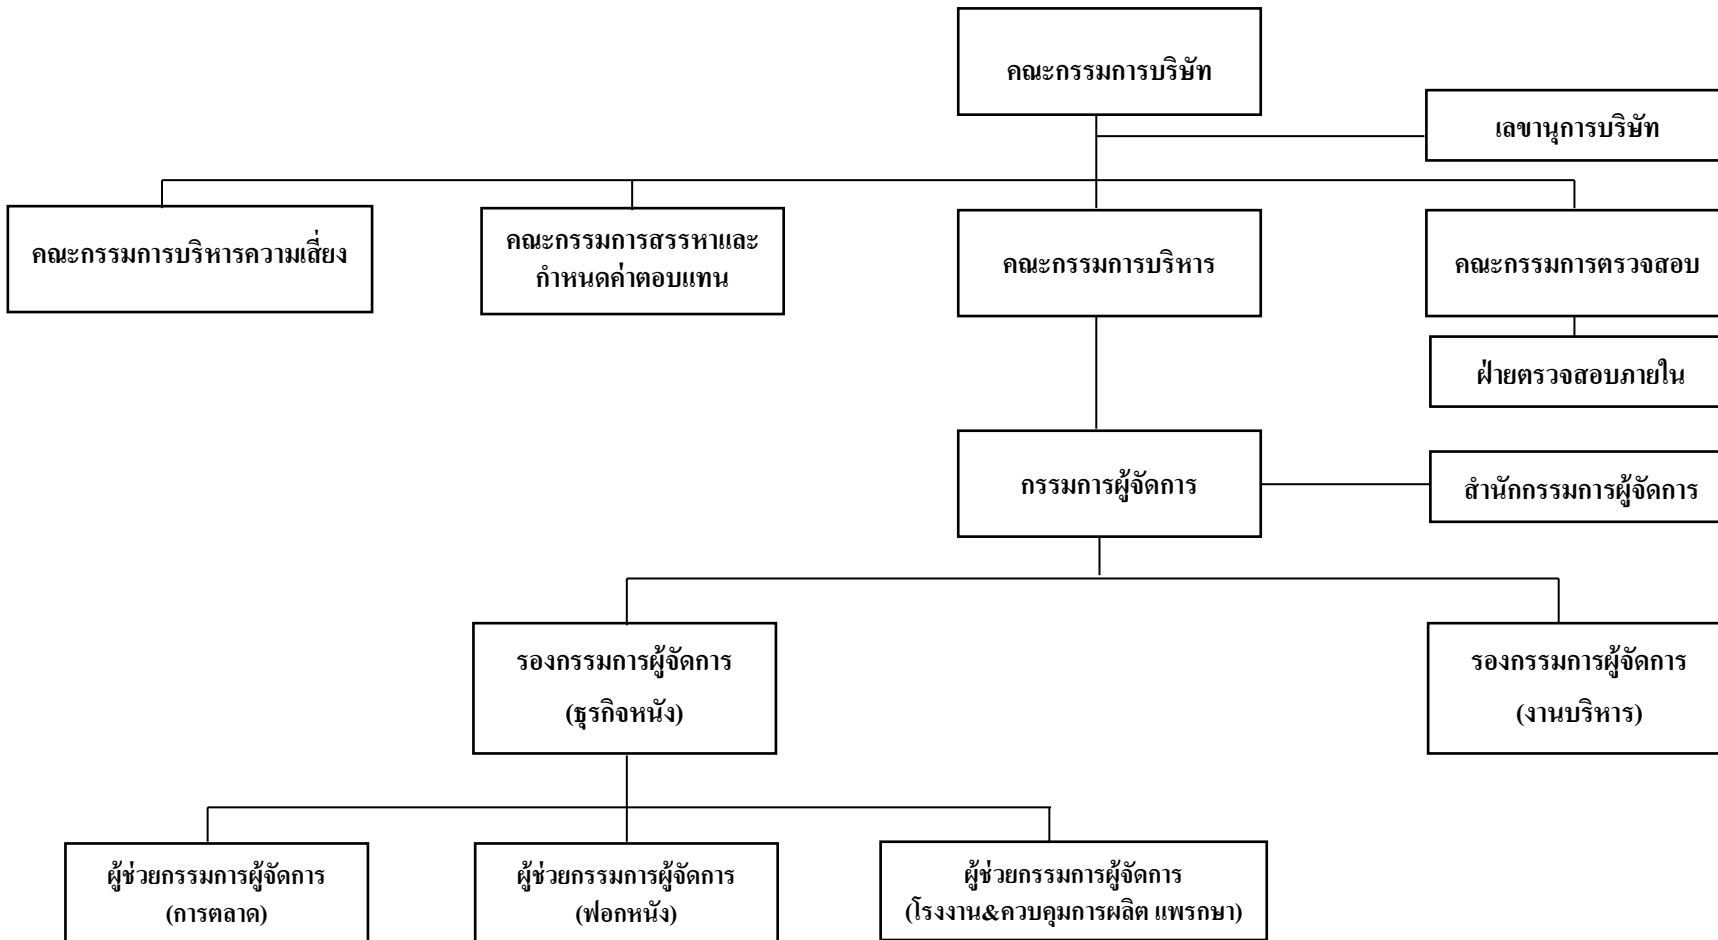 คณะกรรมการบริษัท
เลขานุการบริษัท
คณะกรรมการบริหารความเสี่ยง
คณะกรรมการสรรหาและ
กำหนดค่าตอบแทน
คณะกรรมการบริหาร
คณะกรรมการตรวจสอบ
ฝ่ายตรวจสอบภายใน
กรรมการผู้จัดการ
สำนักกรรมการผู้จัดการ
รองกรรมการผู้จัดการ
(ธุรกิจหนัง)
รองกรรมการผู้จัดการ
(งานบริหาร)
ผู้ช่วยกรรมการผู้จัดการ
(การตลาด)
ผู้ช่วยกรรมการผู้จัดการ
(ฟอกหนัง)
ผู้ช่วยกรรมการผู้จัดการ
(โรงงาน&ควบคุมการผลิต แพรกษา)